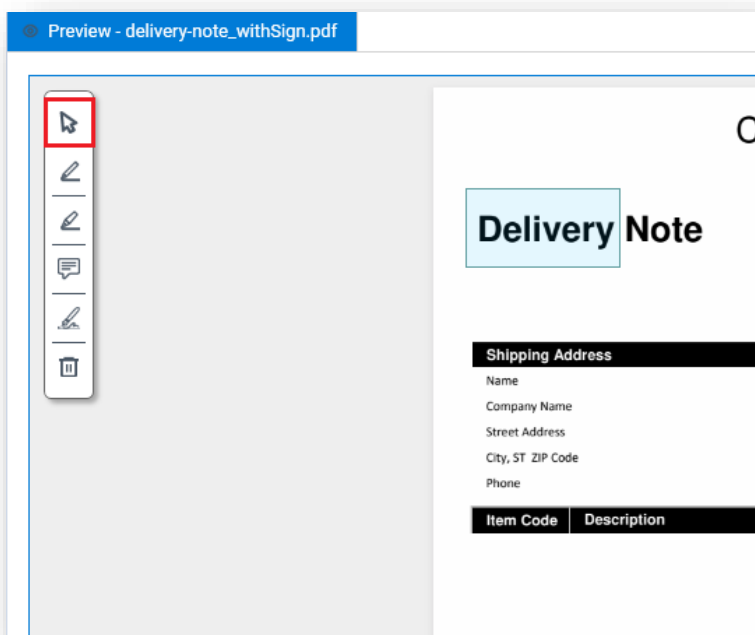 Preview - delivery-note_withSign.pdf
Delivery Note
Shipping Address
Name
Company Name
Street Address
City, ST ZIP Code
Phone
Item Code Description